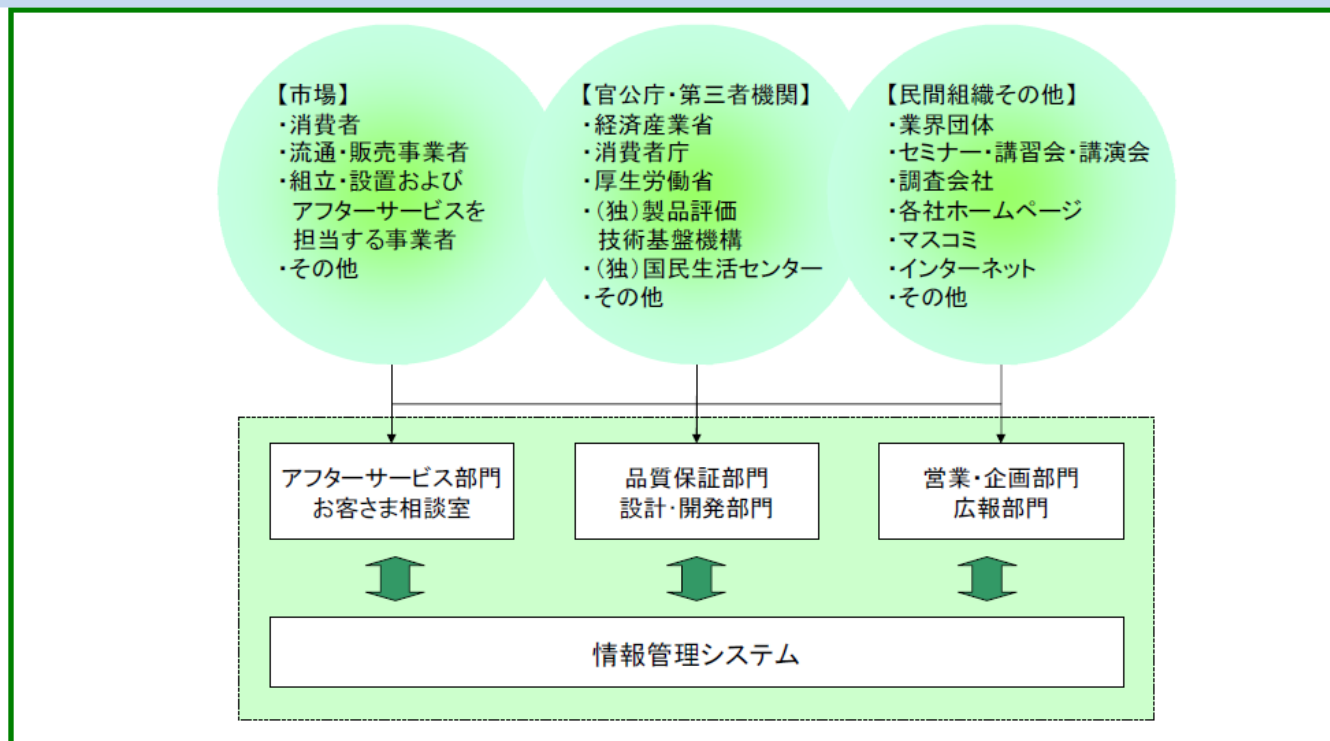 【市場】
・消費者
・流通・販売事業者
・組立・設置および
アフターサービスを
担当する事業者
・その他
【官公庁・第三者機関】
・経済産業省
・消費者庁
・厚生労働省
・(独)製品評価
技術基盤機構
・(独)国民生活センター
・その他
【民間組織その他】
・業界団体
・セミナー・講習会・講演会
・調査会社
・各社ホームページ
・マスコミ
・インターネット
・その他
アフターサービス部門
お客さま相談室
品質保証部門
設計・開発部門
営業・企画部門
広報部門
情報管理システム